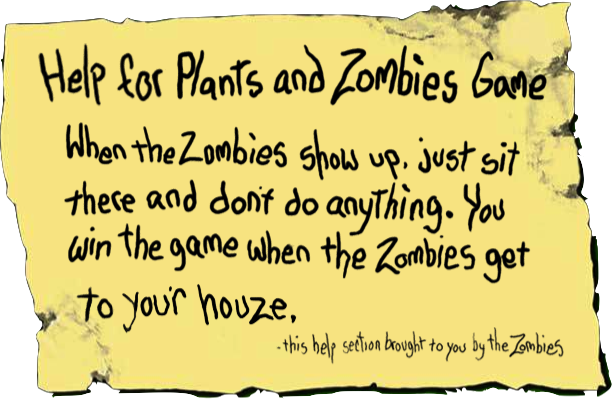 Help for Plants and Zombies Game
When the Zombies show up, just sit
there and don't do anything. You
win the game when the Zombies get
to your houze.
-this help section brought to you by the Zombies